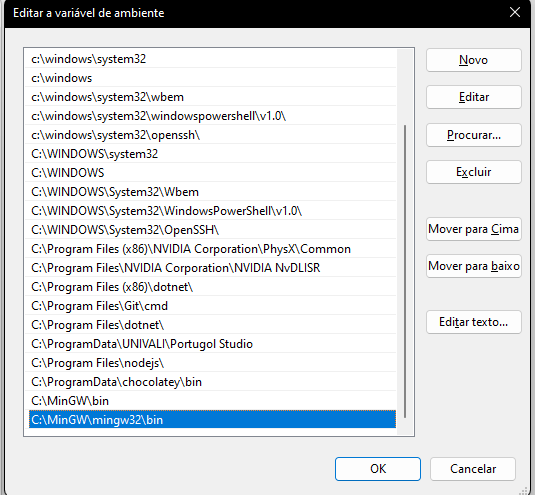 Editar a variável de ambiente
c:\windows\system32
c:\windows
c:\windows\system32\wbem
c:\windows\system32\windowspowershell\v1.0\
c:\windows\system32\openssh\
C:\WINDOWS\system32
C:\WINDOWS
C:\WINDOWS\System32\Wbem
C:\WINDOWS\System32\WindowsPowerShell\v1.0\
C:\WINDOWS\System32\OpenSSH\
C:\Program Files (x86)\NVIDIA Corporation\PhysX\Common
C:\Program Files\NVIDIA Corporation\NVIDIA NvDLISR
C:\Program Files (x86)\dotnet\
C:\Program Files\Git\cmd
C:\Program Files\dotnet\
C:\ProgramData\UNIVALI\Portugol Studio
C:\Program Files\nodejs\
C:\ProgramData\chocolatey\bin
C:\MinGW\bin
C:\MinGW\mingw32\bin
Novo
Editar
Procurar...
Excluir
Mover para Cima
Mover para baixo
Editar texto...
OK
Cancelar